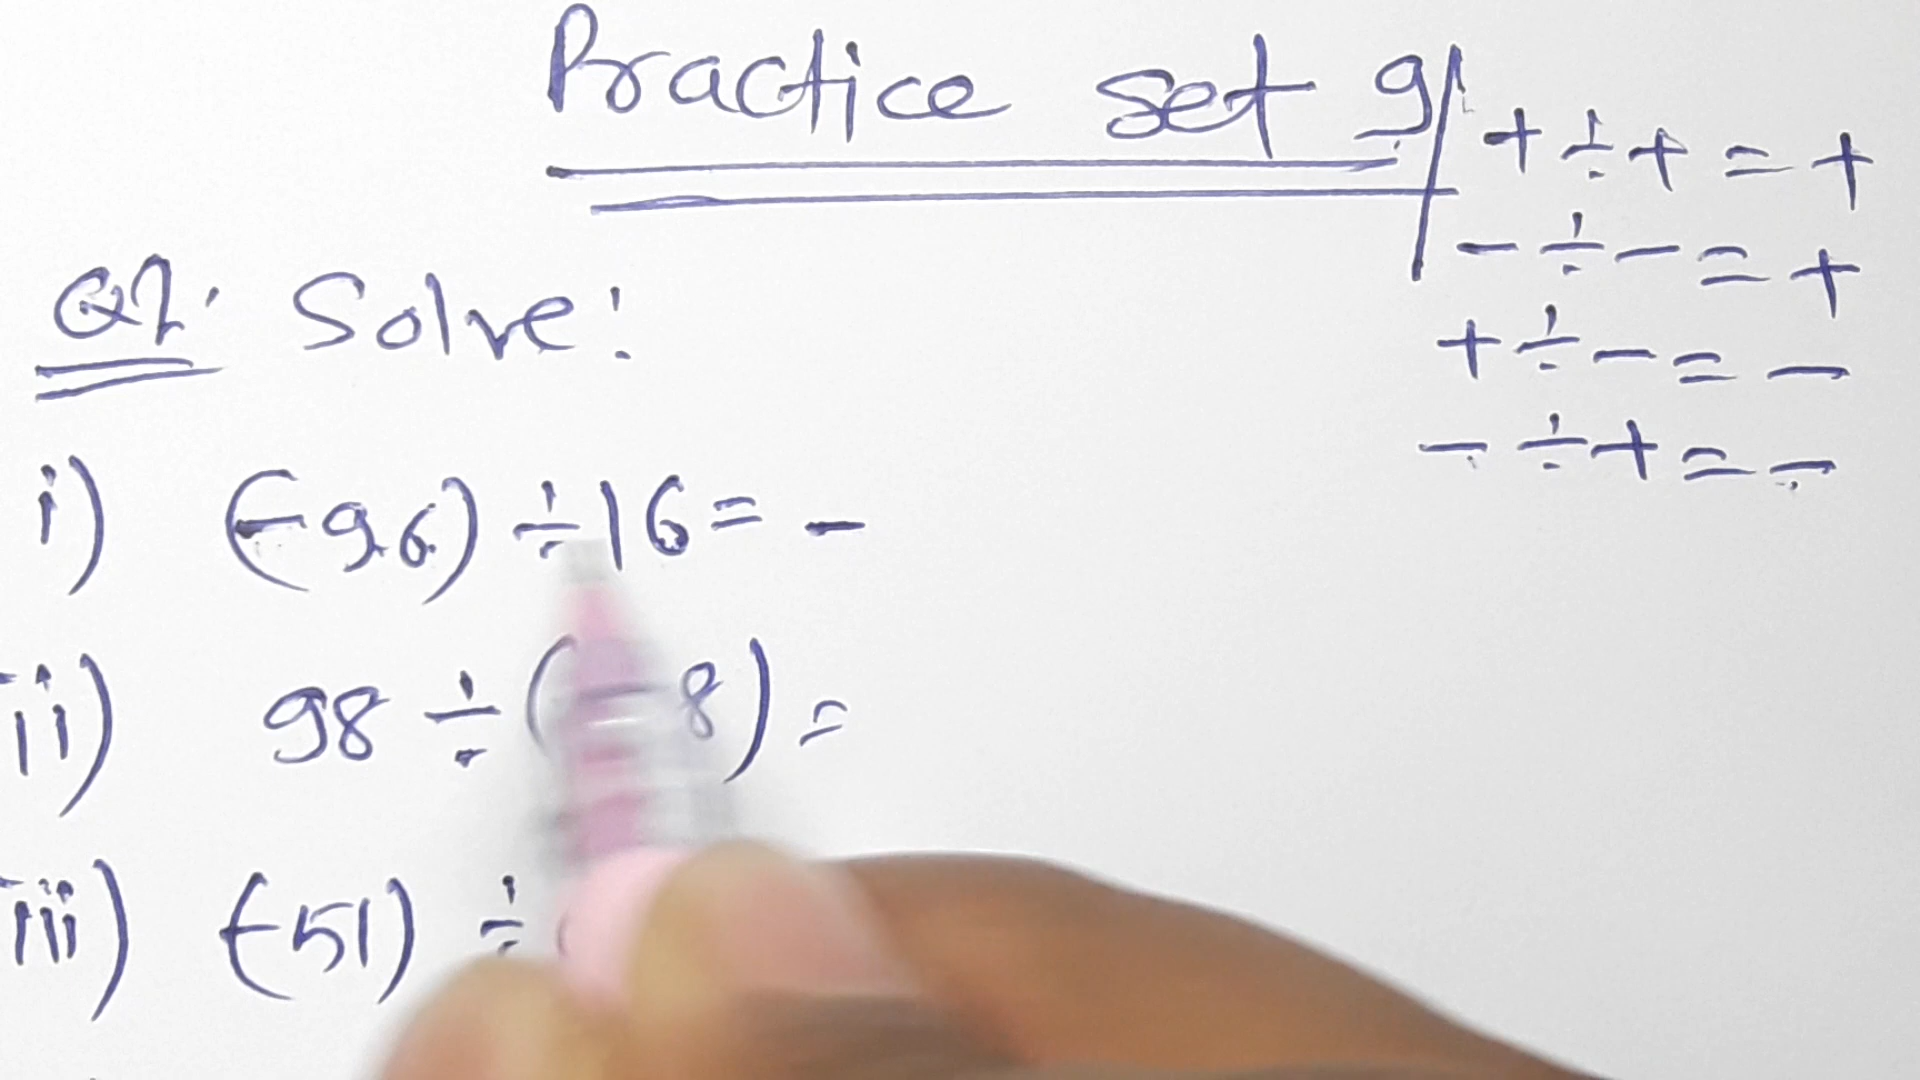 Practice set 9
+ ÷ + = +
- ÷ - = +
+ ÷ - = -
- ÷ + = -
Q1. Solve:
i) (-96) ÷ 16 = -
ii) 98 ÷ (-8) =
iii) (-51) ÷ (